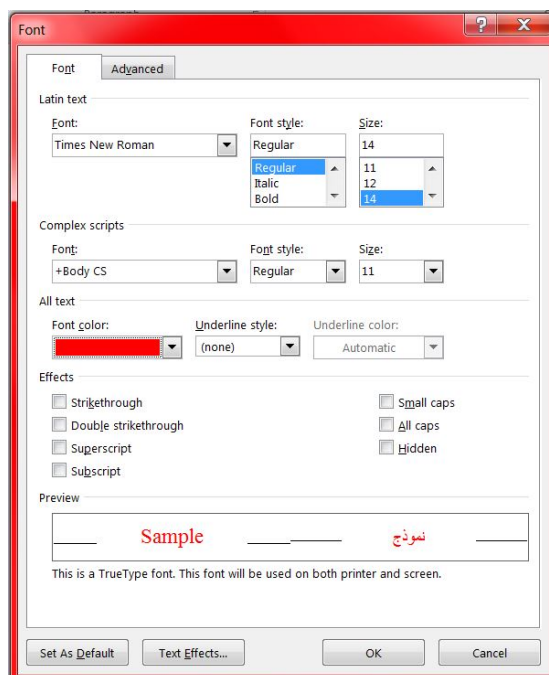 Font
Font Advanced
Latin text
Font: Font style: Size:
Times New Roman Regular 14
Regular 11
Italic 12
Bold 14
Complex scripts
Font: Font style: Size:
+Body CS Regular 11
All text
Font color: Underline style: Underline color:
(none) Automatic
Effects
Strikethrough Small caps
Double strikethrough All caps
Superscript Hidden
Subscript
Preview
Sample نموذج
This is a TrueType font. This font will be used on both printer and screen.
Set As Default Text Effects... OK Cancel